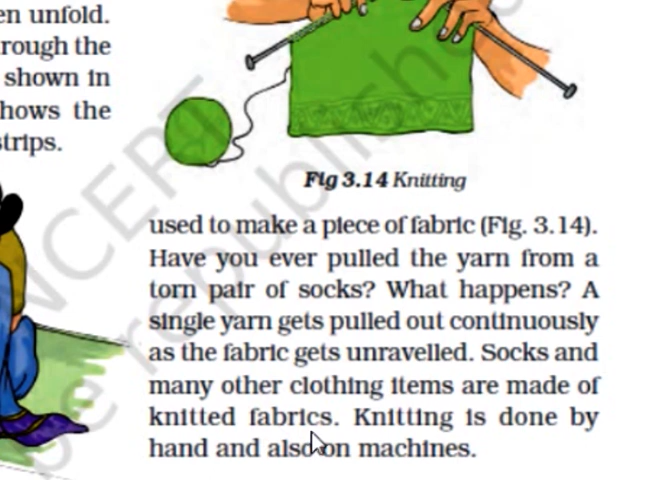 en unfold.
rough the
shown in
hows the
strips.
Fig 3.14 Knitting
used to make a piece of fabric (Fig. 3.14).
Have you ever pulled the yarn from a
torn pair of socks? What happens? A
single yarn gets pulled out continuously
as the fabric gets unravelled. Socks and
many other clothing items are made of
knitted fabrics. Knitting is done by
hand and also on machines.
NCERT
be republished